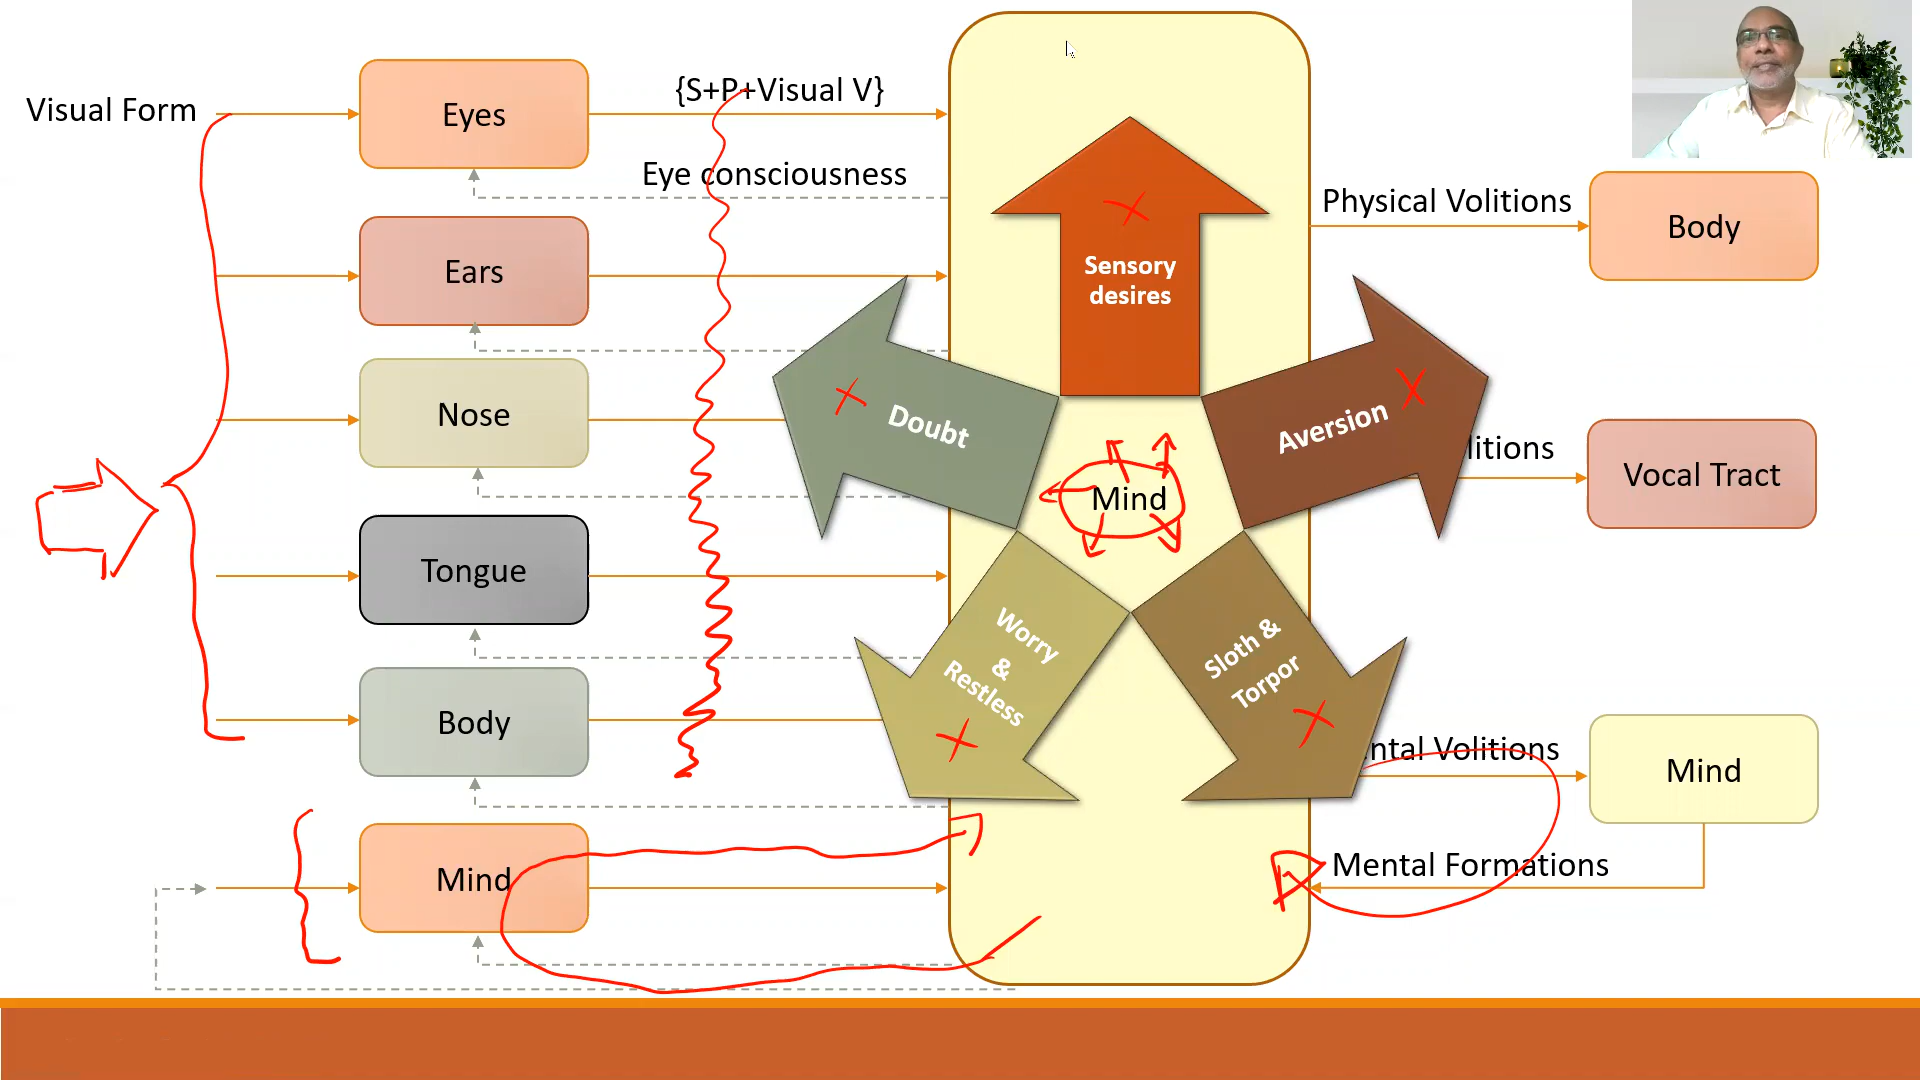 Visual Form
Eyes
{S+P+Visual V}
Eye consciousness
Ears
Nose
Tongue
Body
Mind
Sensory
desires
Doubt
Aversion
Mind
Worry
&
Restless
Sloth &
Torpor
Physical Volitions
Body
litions
Vocal Tract
ntal Volitions
Mind
Mental Formations